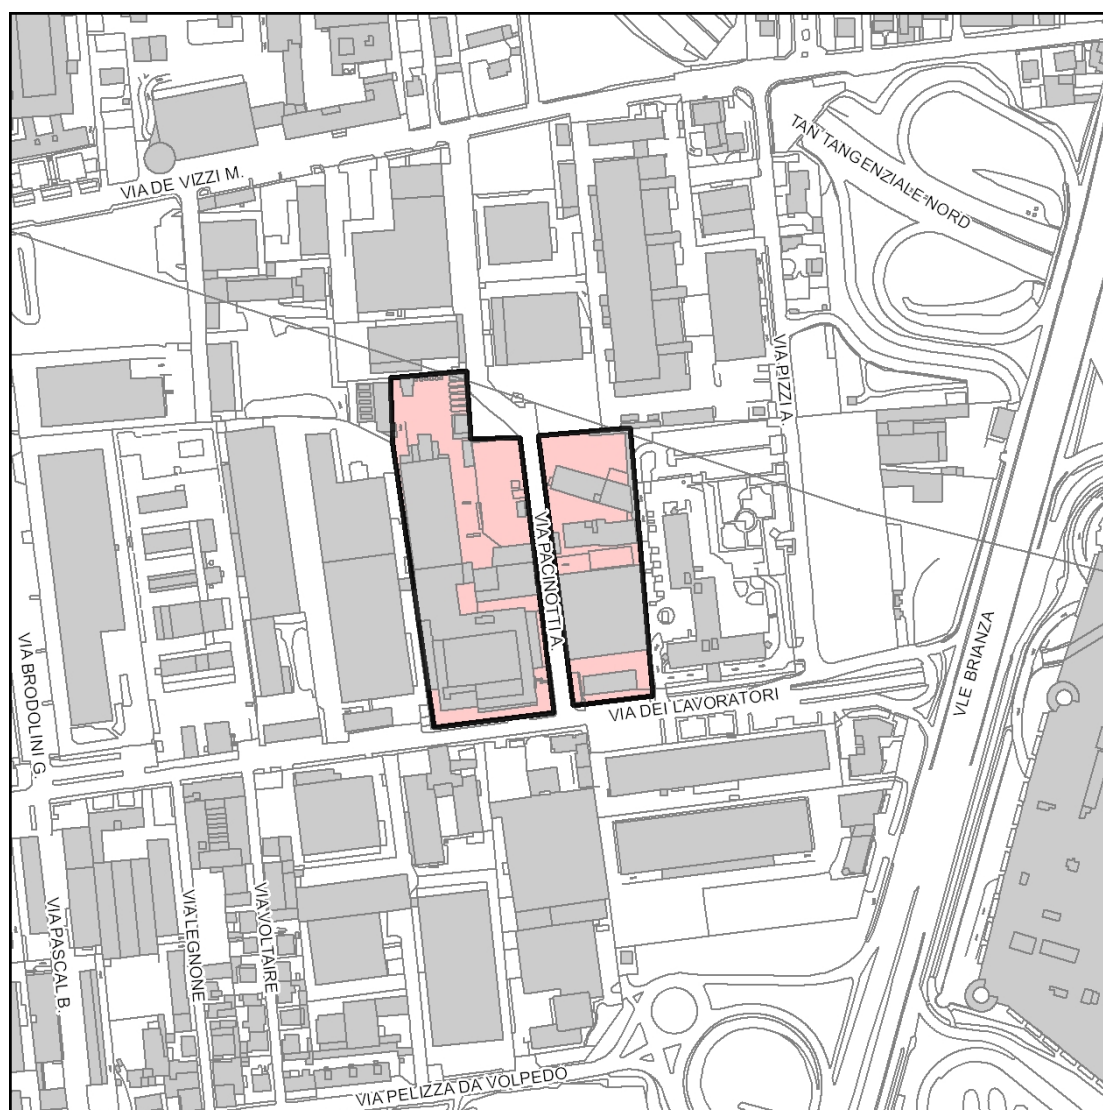 TAN TANGENZIALE NORD
VIA DE VIZZI M.
VIA PIZZI A.
VIA PACINOTTI A.
VIA BRODOLINI G.
VLE BRIANZA
VIA DEI LAVORATORI
VIA PASCAL B.
VIA LEGNONE
VIA VOLTAIRE
VIA PELIZZA DA VOLPEDO